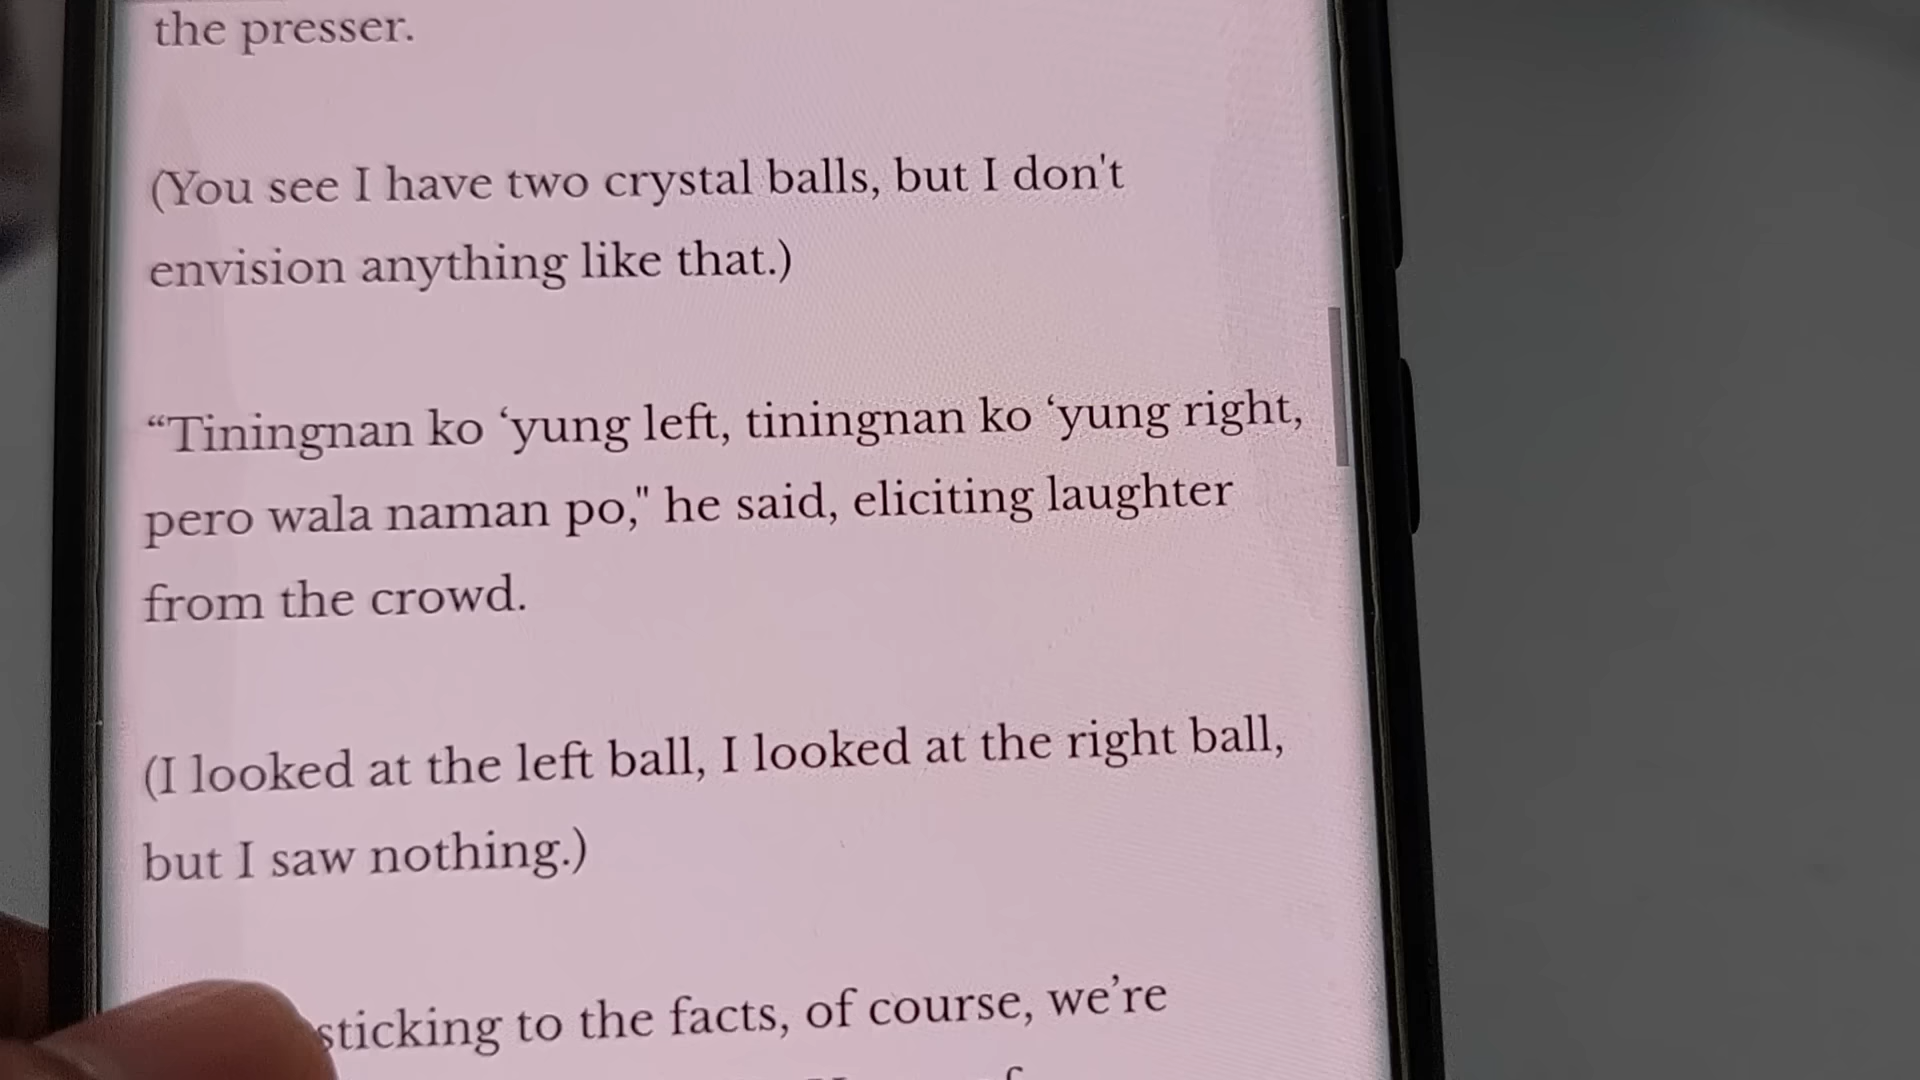 the presser.
(You see I have two crystal balls, but I don't
envision anything like that.)
“Tiningnan ko ‘yung left, tiningnan ko ‘yung right,
pero wala naman po," he said, eliciting laughter
from the crowd.
(I looked at the left ball, I looked at the right ball,
but I saw nothing.)
sticking to the facts, of course, we’re